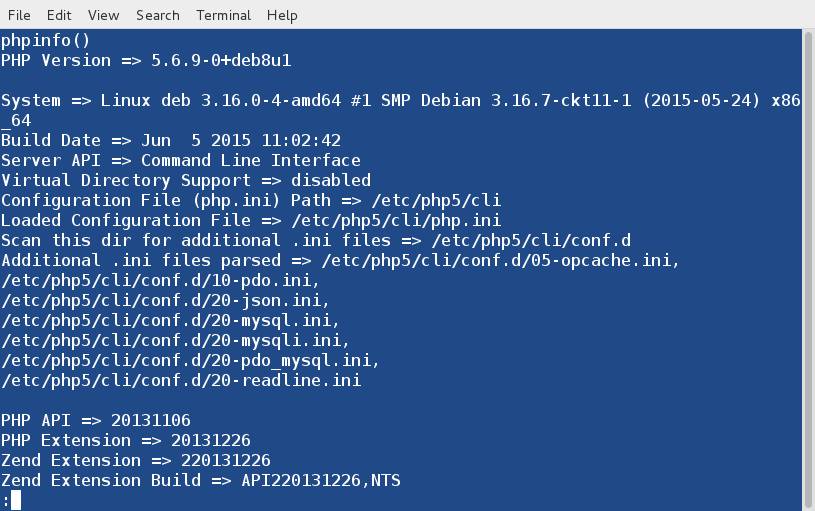 File Edit View Search Terminal Help
phpinfo()
PHP Version => 5.6.9-0+deb8u1
System => Linux deb 3.16.0-4-amd64 #1 SMP Debian 3.16.7-ckt11-1 (2015-05-24) x86
_64
Build Date => Jun  5 2015 11:02:42
Server API => Command Line Interface
Virtual Directory Support => disabled
Configuration File (php.ini) Path => /etc/php5/cli
Loaded Configuration File => /etc/php5/cli/php.ini
Scan this dir for additional .ini files => /etc/php5/cli/conf.d
Additional .ini files parsed => /etc/php5/cli/conf.d/05-opcache.ini,
/etc/php5/cli/conf.d/10-pdo.ini,
/etc/php5/cli/conf.d/20-json.ini,
/etc/php5/cli/conf.d/20-mysql.ini,
/etc/php5/cli/conf.d/20-mysqli.ini,
/etc/php5/cli/conf.d/20-pdo_mysql.ini,
/etc/php5/cli/conf.d/20-readline.ini
PHP API => 20131106
PHP Extension => 20131226
Zend Extension => 220131226
Zend Extension Build => API220131226,NTS
: